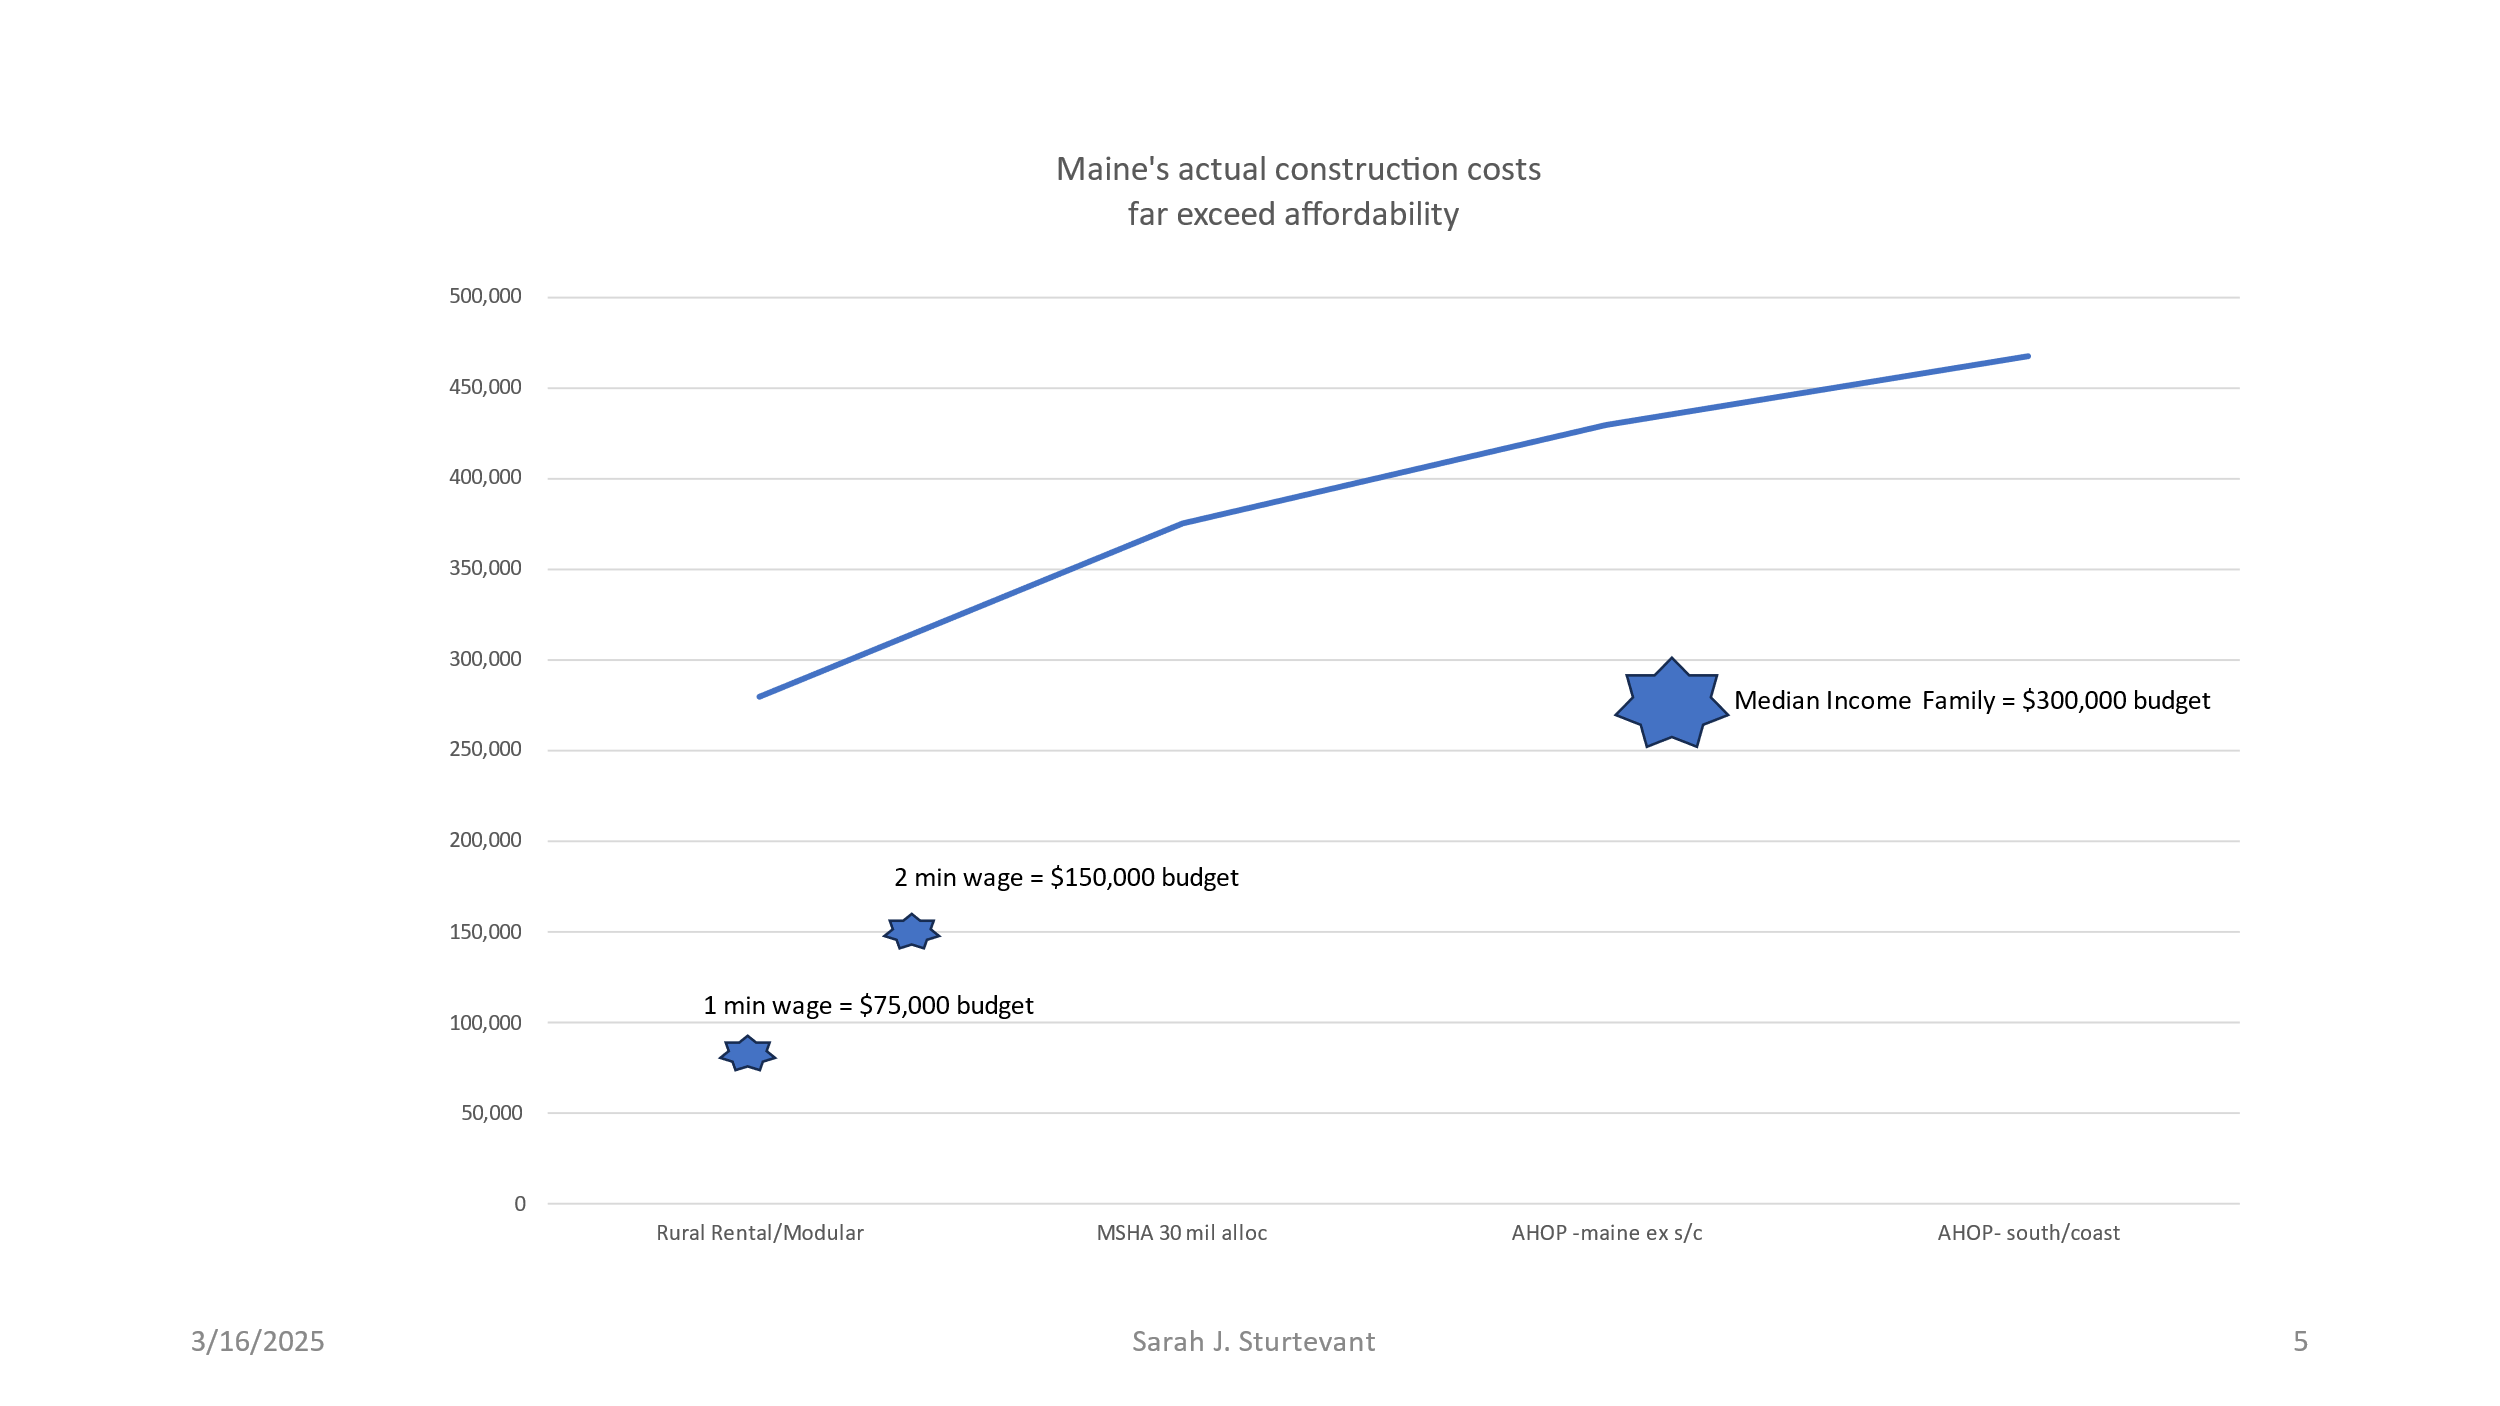 Maine's actual construction costs
far exceed affordability
500,000
450,000
400,000
350,000
300,000
Median Income Family = $300,000 budget
250,000
200,000
2 min wage = $150,000 budget
150,000
1 min wage = $75,000 budget
100,000
50,000
0
Rural Rental/Modular
MSHA 30 mil alloc
AHOP -maine ex s/c
AHOP- south/coast
3/16/2025
Sarah J. Sturtevant
5